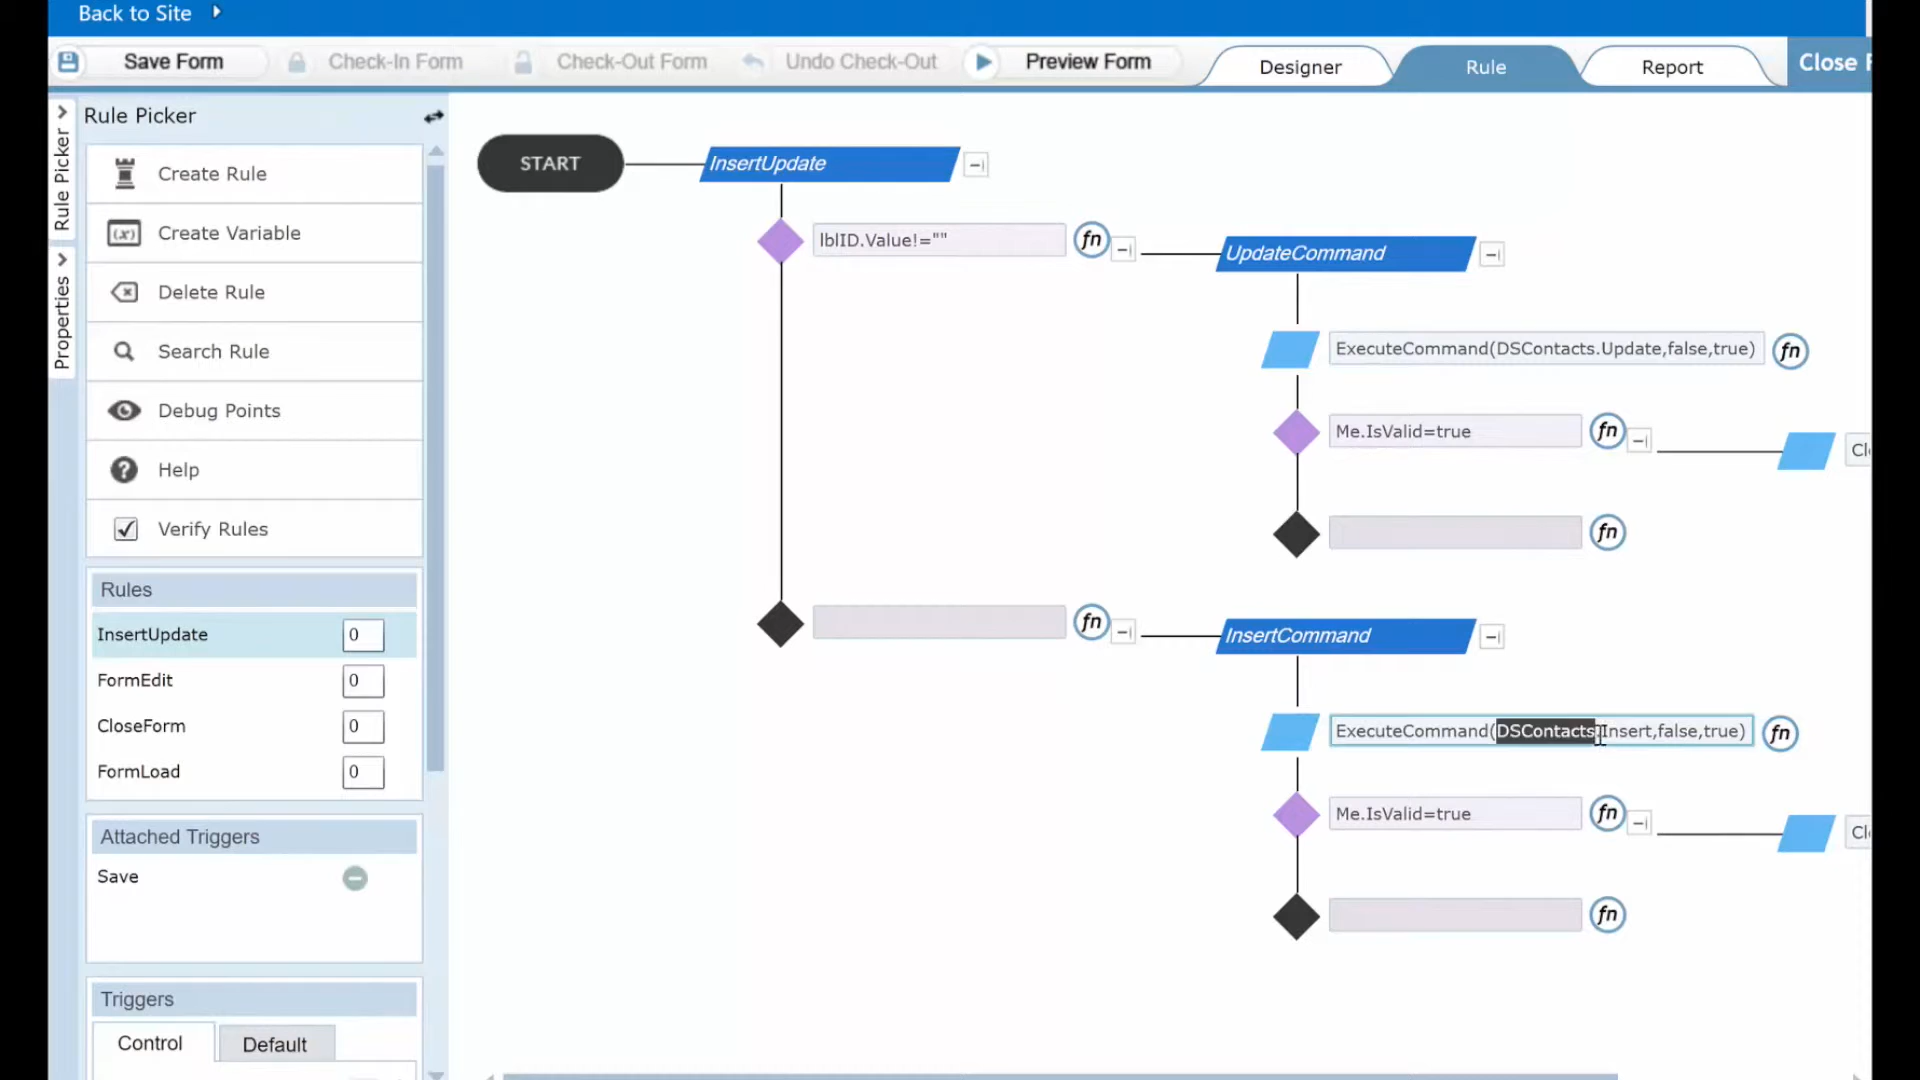 Back to Site
Save Form
Check-In Form
Check-Out Form
Undo Check-Out
Preview Form
Designer
Rule
Report
Close F
Rule Picker
Properties
Rule Picker
Create Rule
(x) Create Variable
Delete Rule
Search Rule
Debug Points
? Help
Verify Rules
Rules
InsertUpdate 0
FormEdit 0
CloseForm 0
FormLoad 0
Attached Triggers
Save
Triggers
Control
Default
START
InsertUpdate
lblID.Value!="" fn
UpdateCommand
ExecuteCommand(DSContacts.Update,false,true) fn
Me.IsValid=true fn
Cl
fn
fn
InsertCommand
ExecuteCommand(DSContacts.Insert,false,true) fn
Me.IsValid=true fn
Cl
fn